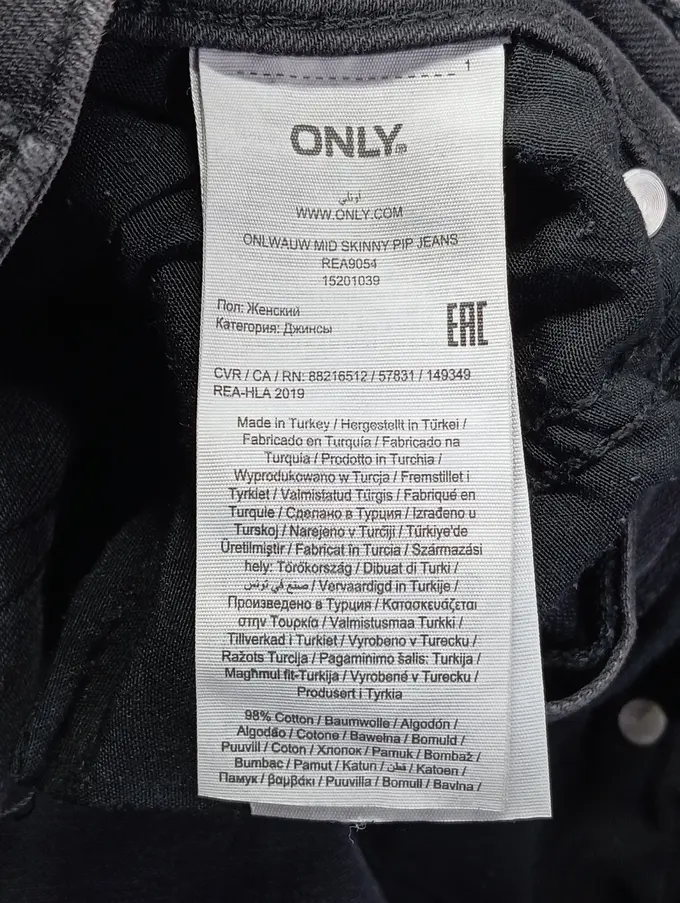 1
ONLY
أونلي
WWW.ONLY.COM
ONLWAUW MID SKINNY PIP JEANS
REA9054
15201039
Пол: Женский
Категория: Джинсы
EAC
CVR / CA / RN: 88216512 / 57831 / 149349
REA-HLA 2019
Made in Turkey / Hergestellt in Türkei /
Fabricado en Turquía / Fabricado na
Turquia / Prodotto in Turchia /
Wyprodukowano w Turcja / Fremstillet i
Tyrkiet / Valmistatud Türgis / Fabriqué en
Turquie / Сделано в Турция / Izrađeno u
Turskoj / Narejeno v Turčiji / Türkiye'de
Üretilmiştir / Fabricat în Turcia / Származási
hely: Törökország / Dibuat di Turki /
صنع في تونس / Vervaardigd in Turkije /
Произведено в Турция / Κατασκευάζεται
στην Τουρκία / Valmistusmaa Turkki /
Tillverkad i Turkiet / Vyrobeno v Turecku /
Ražots Turcija / Pagaminimo šalis: Turkija /
Magħmul fit-Turkija / Vyrobené v Turecku /
Produsert i Tyrkia
98% Cotton / Baumwolle / Algodón /
Algodão / Cotone / Bawełna / Bomuld /
Puuvill / Coton / Хлопок / Pamuk / Bombaž /
Bumbac / Pamut / Katun / قطن / Katoen /
Памук / βαμβάκι / Puuvilla / Bomull / Bavlna /